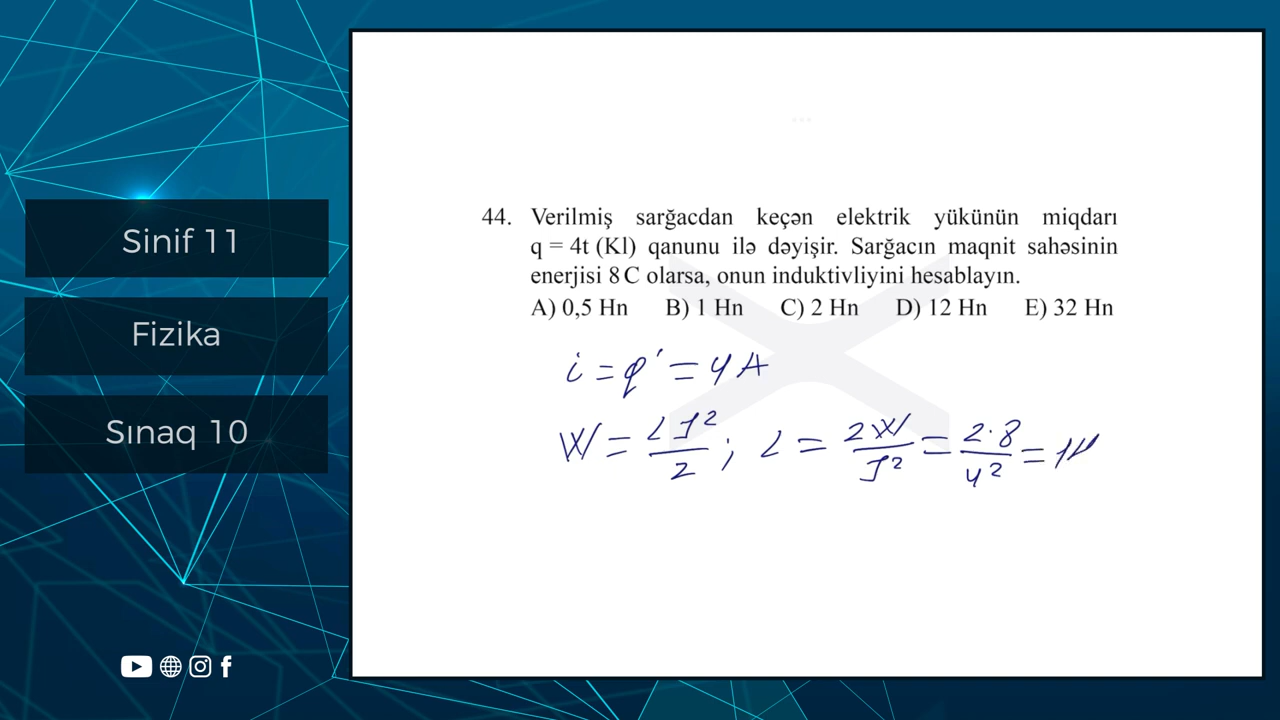 Sinif 11
Fizika
Sınaq 10
44. Verilmiş sarğacdan keçən elektrik yükünün miqdarı
q = 4t (Kl) qanunu ilə dəyişir. Sarğacın maqnit sahəsinin
enerjisi 8 C olarsa, onun induktivliyini hesablayın.
A) 0,5 Hn B) 1 Hn C) 2 Hn D) 12 Hn E) 32 Hn
i = q' = 4 A
W = LI²/2 ; L = 2W/I² = 2·8/4² = 1